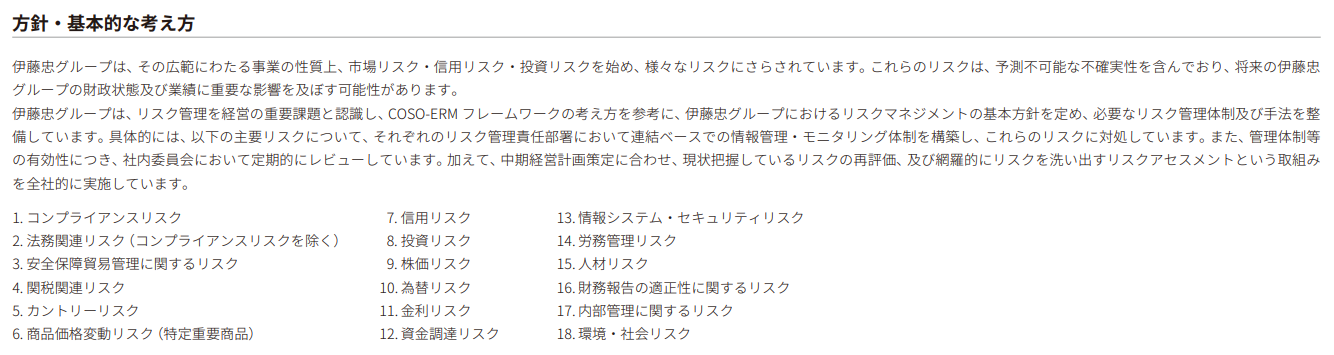 方針・基本的な考え方
伊藤忠グループは、その広範にわたる事業の性質上、市場リスク・信用リスク・投資リスクを始め、様々なリスクにさらされています。これらのリスクは、予測不可能な不確実性を含んでおり、将来の伊藤忠
グループの財政状態及び業績に重要な影響を及ぼす可能性があります。
伊藤忠グループは、リスク管理を経営の重要課題と認識し、COSO-ERM フレームワークの考え方を参考に、伊藤忠グループにおけるリスクマネジメントの基本方針を定め、必要なリスク管理体制及び手法を整
備しています。具体的には、以下の主要リスクについて、それぞれのリスク管理責任部署において連結ベースでの情報管理・モニタリング体制を構築し、これらのリスクに対処しています。また、管理体制等
の有効性につき、社内委員会において定期的にレビューしています。加えて、中期経営計画策定に合わせ、現状把握しているリスクの再評価、及び網羅的にリスクを洗い出すリスクアセスメントという取組み
を全社的に実施しています。
1. コンプライアンスリスク
2. 法務関連リスク（コンプライアンスリスクを除く）
3. 安全保障貿易管理に関するリスク
4. 関税関連リスク
5. カントリーリスク
6. 商品価格変動リスク（特定重要商品）
7. 信用リスク
8. 投資リスク
9. 株価リスク
10. 為替リスク
11. 金利リスク
12. 資金調達リスク
13. 情報システム・セキュリティリスク
14. 労務管理リスク
15. 人材リスク
16. 財務報告の適正性に関するリスク
17. 内部管理に関するリスク
18. 環境・社会リスク